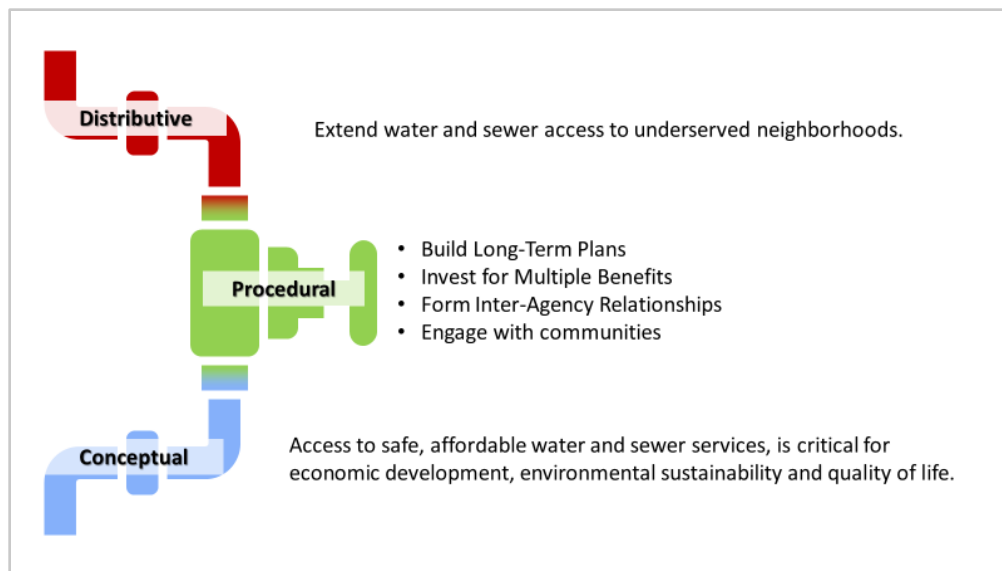 Distributive
Extend water and sewer access to underserved neighborhoods.
Procedural
• Build Long-Term Plans
• Invest for Multiple Benefits
• Form Inter-Agency Relationships
• Engage with communities
Conceptual
Access to safe, affordable water and sewer services, is critical for
economic development, environmental sustainability and quality of life.